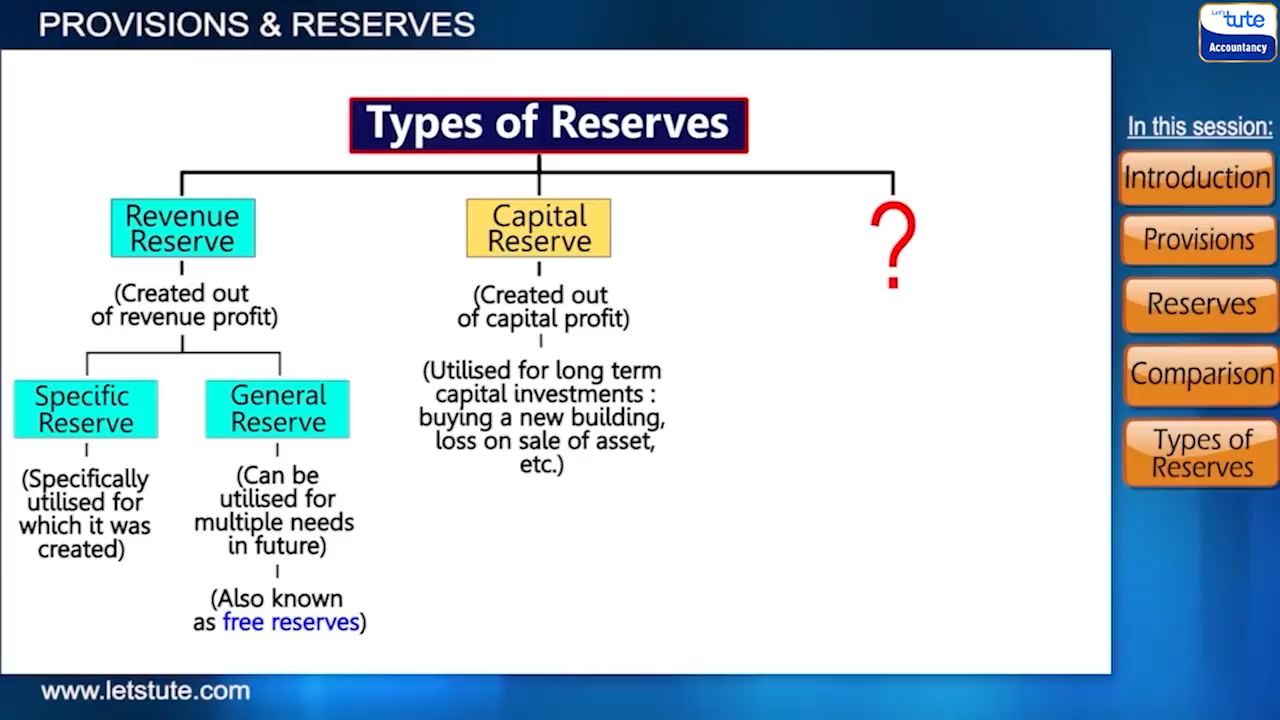 PROVISIONS & RESERVES
Let's
tute
Accountancy
Types of Reserves
Revenue
Reserve
(Created out
of revenue profit)
Specific
Reserve
(Specifically
utilised for
which it was
created)
General
Reserve
(Can be
utilised for
multiple needs
in future)
(Also known
as free reserves)
Capital
Reserve
(Created out
of capital profit)
(Utilised for long term
capital investments :
buying a new building,
loss on sale of asset,
etc.)
?
In this session:
Introduction
Provisions
Reserves
Comparison
Types of
Reserves
www.letstute.com